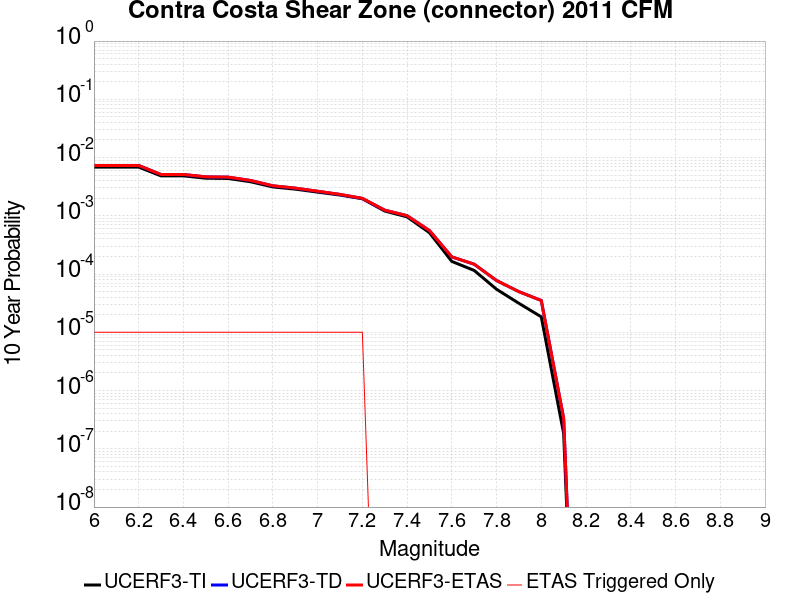 Contra Costa Shear Zone (connector) 2011 CFM
10 0
10 -1
10 -2
10 -3
10 -4
10 -5
10 -6
10 -7
10 -8
10 Year Probability
6 6.2 6.4 6.6 6.8 7 7.2 7.4 7.6 7.8 8 8.2 8.4 8.6 8.8 9
Magnitude
UCERF3-TI UCERF3-TD UCERF3-ETAS ETAS Triggered Only